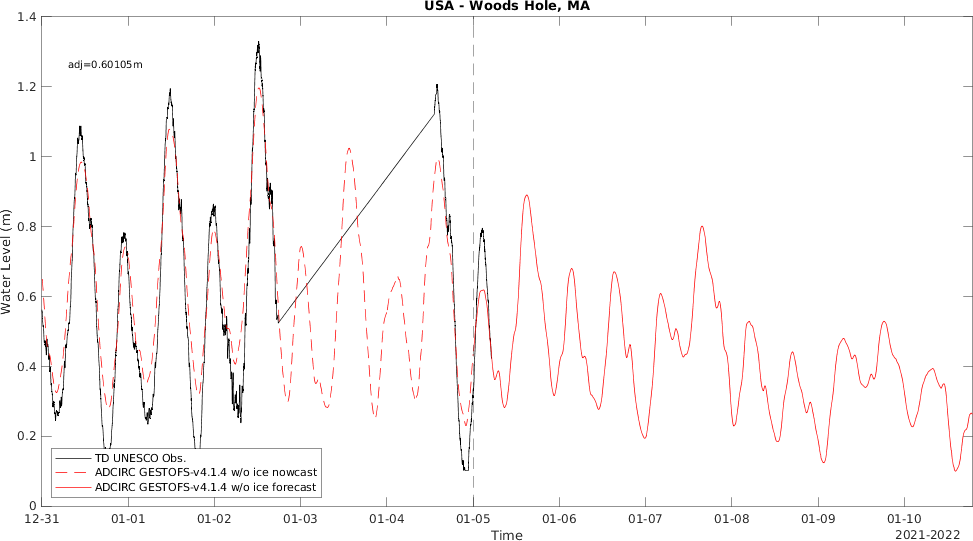 USA - Woods Hole, MA
1.4
adj=0.60105m
1.2
1
0.8
0.6
0.4
0.2
0
Water Level (m)
TD UNESCO Obs.
ADCIRC GESTOFS-v4.1.4 w/o ice nowcast
ADCIRC GESTOFS-v4.1.4 w/o ice forecast
12-31 01-01 01-02 01-03 01-04 01-05 01-06 01-07 01-08 01-09 01-10
Time
2021-2022